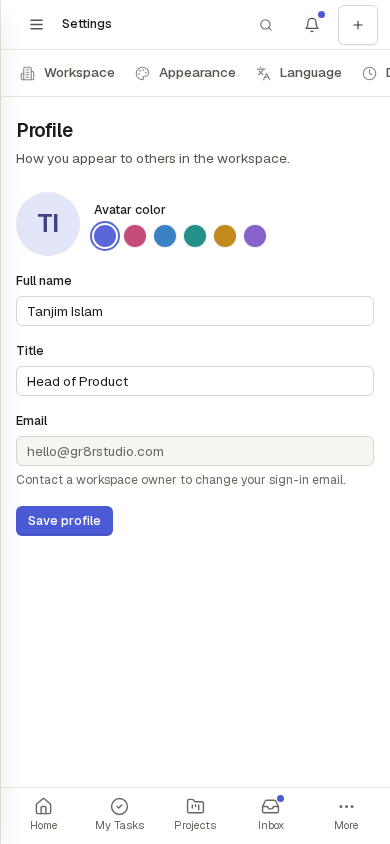 Settings
Workspace
Appearance
Language
Profile
How you appear to others in the workspace.
TI
Avatar color
Full name
Tanjim Islam
Title
Head of Product
Email
hello@gr8rstudio.com
Contact a workspace owner to change your sign-in email.
Save profile
Home
My Tasks
Projects
Inbox
More